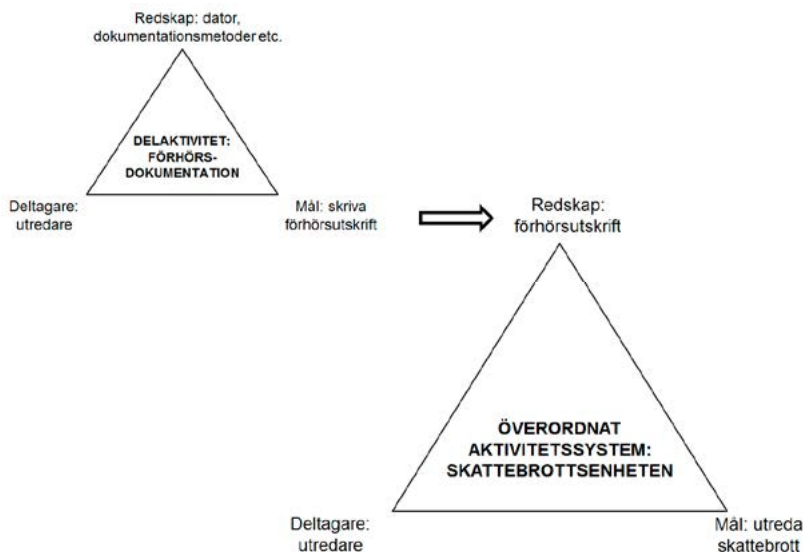 Redskap: dator,
dokumentationsmetoder etc.
DELAKTIVITET:
FÖRHÖRS-
DOKUMENTATION
Deltagare:
utredare
Mål: skriva
förhörsutskrift
Redskap:
förhörsutskrift
ÖVERORDNAT
AKTIVITETSSYSTEM:
SKATTEBROTTSENHETEN
Deltagare:
utredare
Mål: utreda
skattebrott